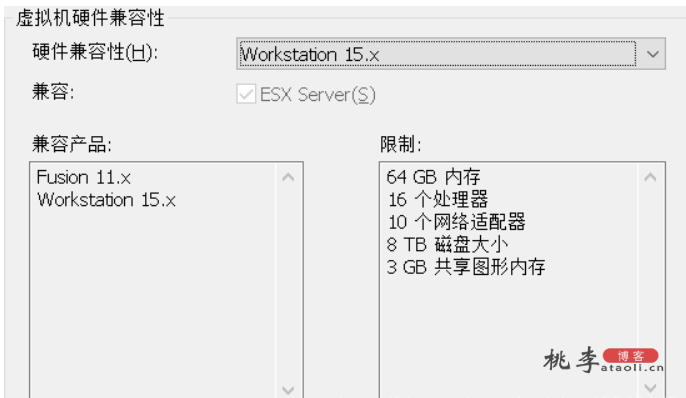 虚拟机硬件兼容性
硬件兼容性(H):
Workstation 15.x
兼容:
ESX Server(S)
兼容产品:
限制:
Fusion 11.x
Workstation 15.x
64 GB 内存
16 个处理器
10 个网络适配器
8 TB 磁盘大小
3 GB 共享图形内存
桃李 博客
ataoli.cn